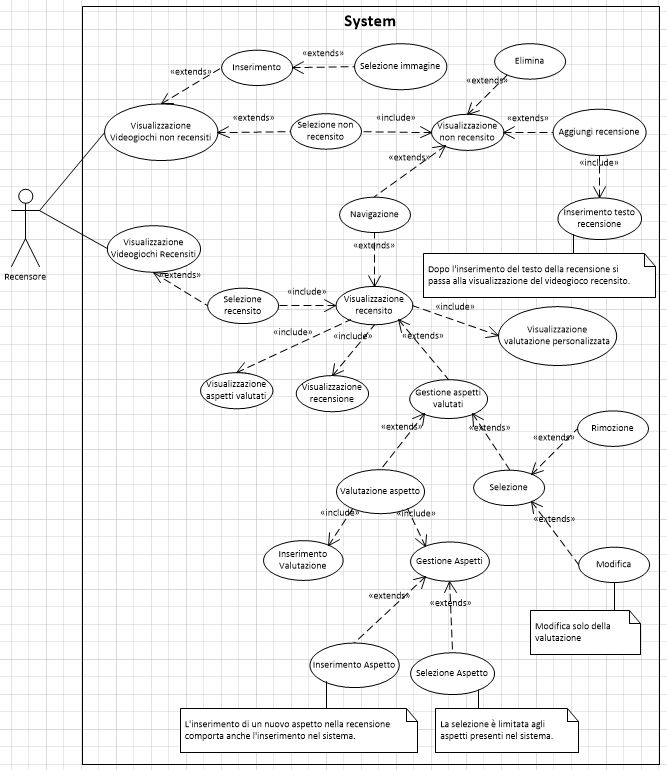 System
«extends»
Elimina
Inserimento
Selezione immagine
«extends»
«extends»
Visualizzazione
Videogiochi non recensiti
«extends»
Selezione non
recensito
«include»
Visualizzazione
non recensito
«extends»
Aggiungi recensione
«extends»
«include»
Recensore
Navigazione
Inserimento testo
recensione
«extends»
Visualizzazione
Videogiochi Recensiti
«extends»
Dopo l'inserimento del testo della recensione si
passa alla visualizzazione del videogioco recensito.
Selezione
recensito
«include»
Visualizzazione
recensito
«include»
«include»
«include»
«extends»
Visualizzazione
valutazione personalizzata
Visualizzazione
aspetti valutati
Visualizzazione
recensione
Gestione aspetti
valutati
«extends»
«extends»
Rimozione
«extends»
Valutazione aspetto
Selezione
«include»
«include»
«extends»
Inserimento
Valutazione
Gestione Aspetti
Modifica
«extends»
«extends»
Modifica solo della
valutazione
Inserimento Aspetto
Selezione Aspetto
L'inserimento di un nuovo aspetto nella recensione
comporta anche l'inserimento nel sistema.
La selezione è limitata agli
aspetti presenti nel sistema.